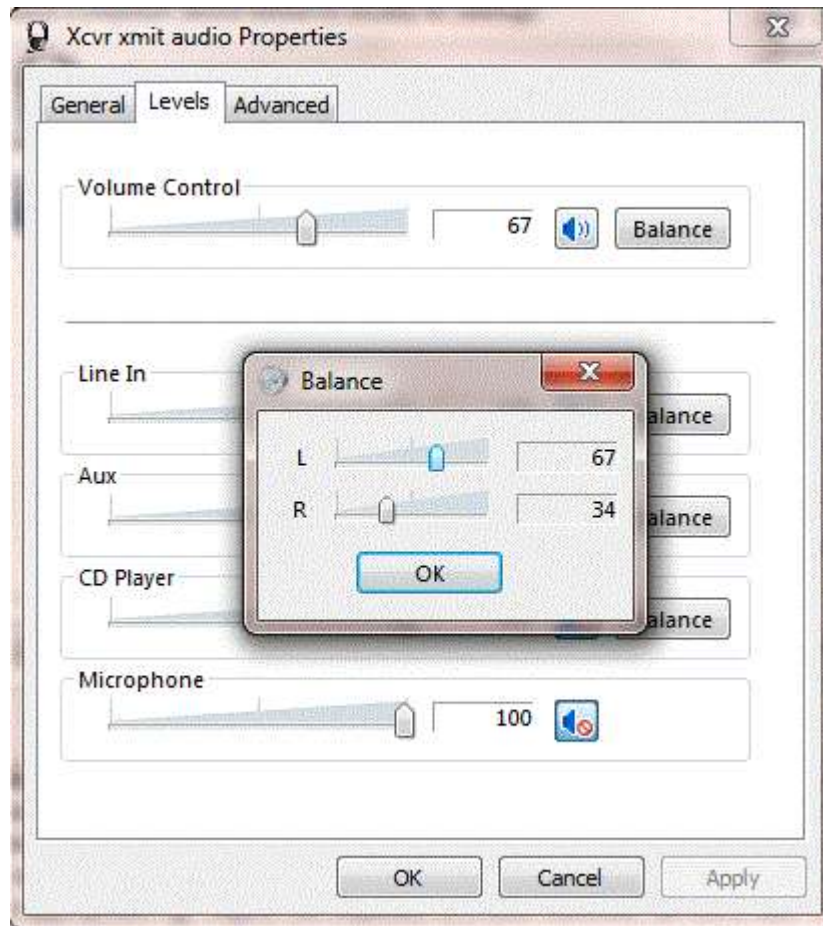 Xcvr xmit audio Properties
General Levels Advanced
Volume Control
67 Balance
Line In
alance
Aux
alance
CD Player
alance
Microphone
100
Balance
L 67
R 34
OK
OK Cancel Apply